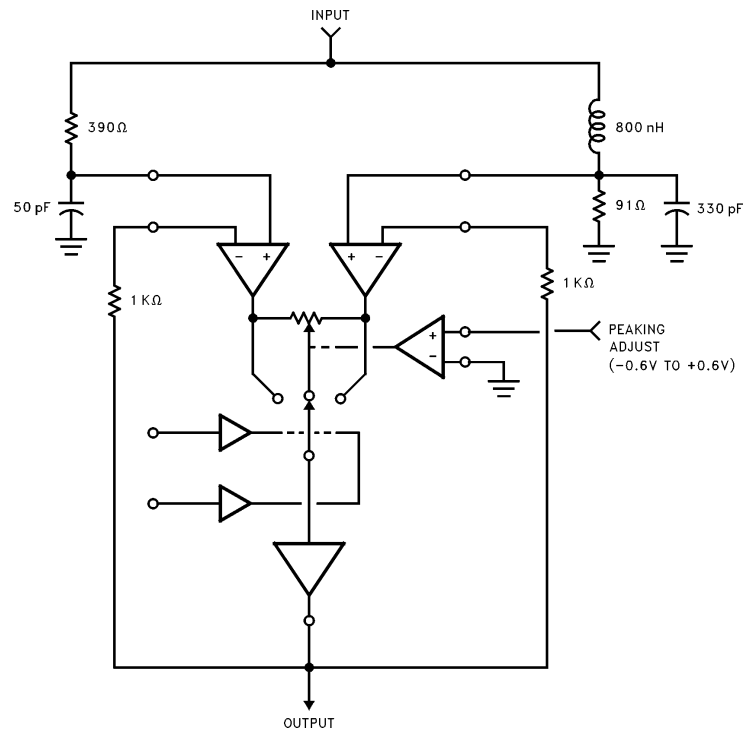 INPUT
390Ω
800 nH
50 pF
91Ω
330 pF
- +
+ -
1 KΩ
1 KΩ
+
-
PEAKING
ADJUST
(-0.6V TO +0.6V)
OUTPUT